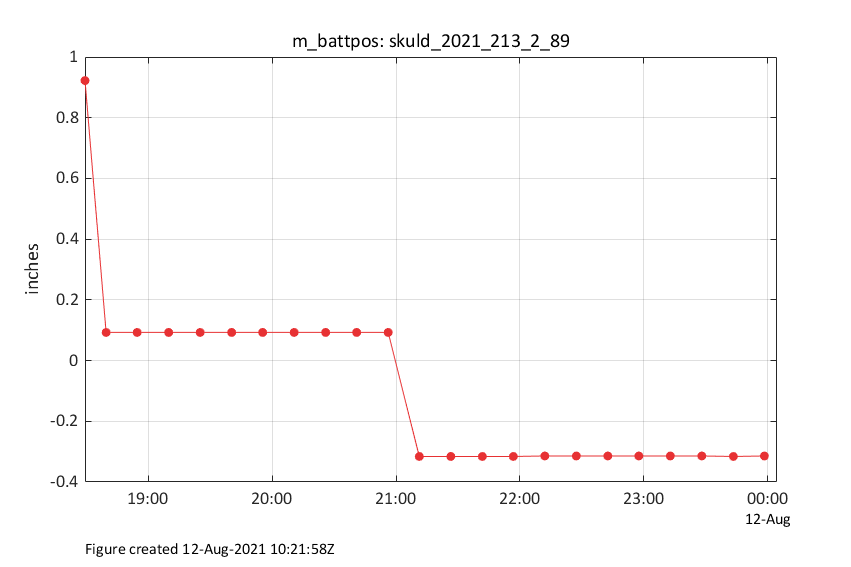 m_battpos: skuld_2021_213_2_89
1
0.8
0.6
0.4
0.2
0
-0.2
-0.4
inches
19:00 20:00 21:00 22:00 23:00 00:00
12-Aug
Figure created 12-Aug-2021 10:21:58Z